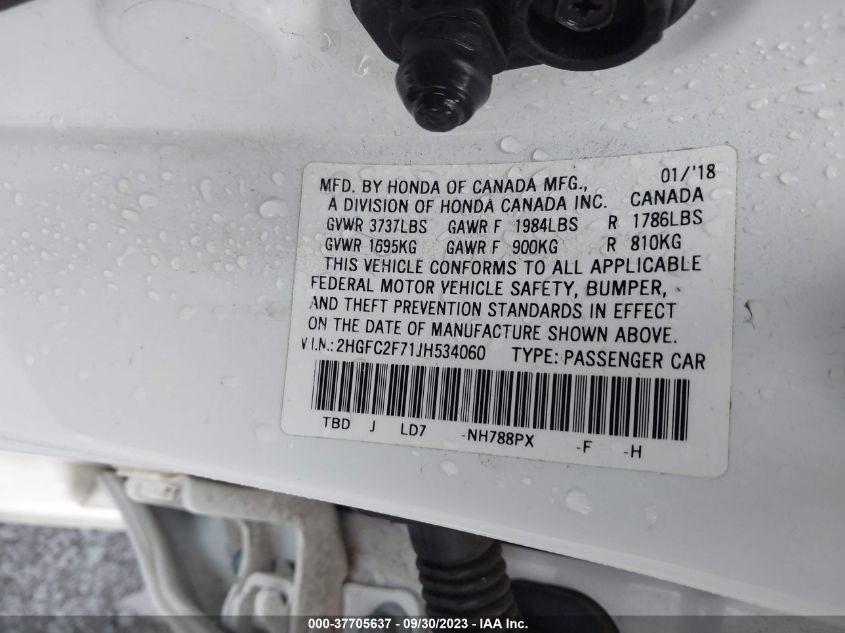 MFD. BY HONDA OF CANADA MFG., 01/'18
A DIVISION OF HONDA CANADA INC. CANADA
GVWR 3737LBS GAWR F 1984LBS R 1786LBS
GVWR 1695KG GAWR F 900KG R 810KG
THIS VEHICLE CONFORMS TO ALL APPLICABLE
FEDERAL MOTOR VEHICLE SAFETY, BUMPER,
AND THEFT PREVENTION STANDARDS IN EFFECT
ON THE DATE OF MANUFACTURE SHOWN ABOVE.
V.I.N.: 2HGFC2F71JH534060 TYPE: PASSENGER CAR
TBD J LD7 -NH788PX -F -H
000-37705637 - 09/30/2023 - IAA Inc.